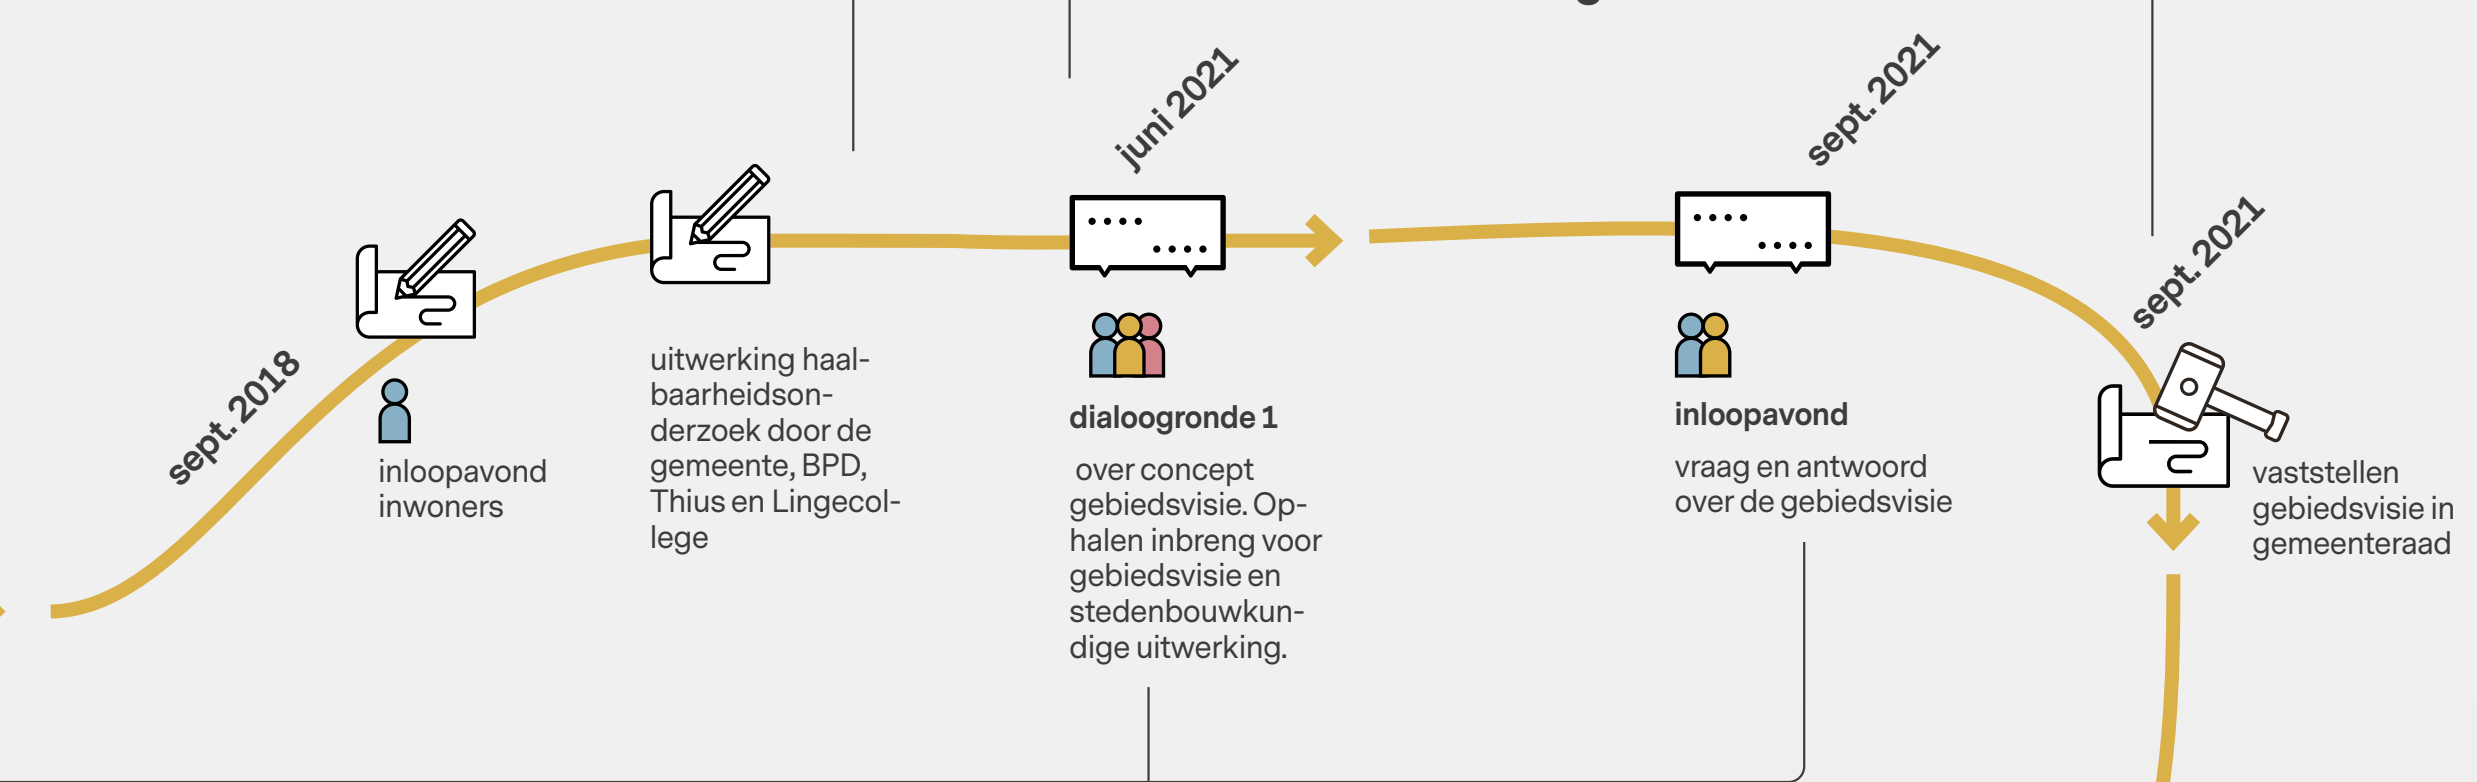 sept. 2018
inloopavond
inwoners
uitwerking haal-
baarheidson-
derzoek door de
gemeente, BPD,
Thius en Lingecol-
lege
juni 2021
dialoogronde 1
over concept
gebiedsvisie. Op-
halen inbreng voor
gebiedsvisie en
stedenbouwkun-
dige uitwerking.
sept. 2021
inloopavond
vraag en antwoord
over de gebiedsvisie
sept. 2021
vaststellen
gebiedsvisie in
gemeenteraad